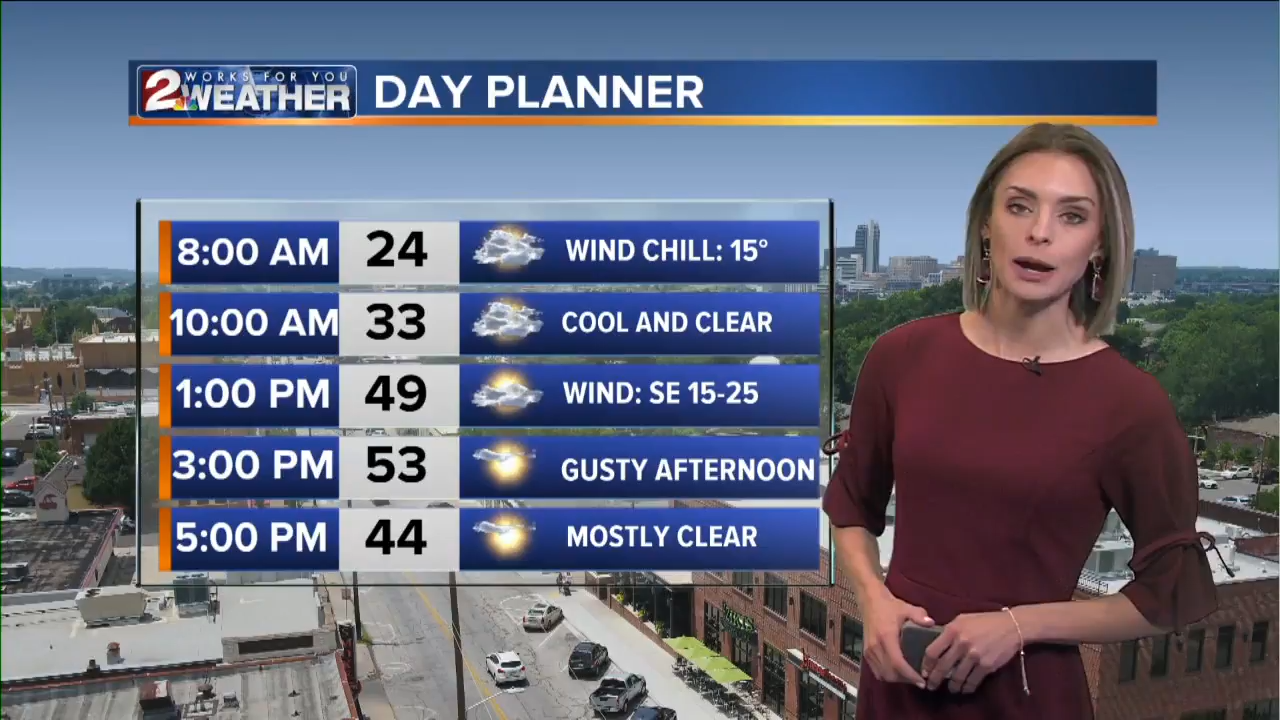 2 WORKS FOR YOU
WEATHER
DAY PLANNER
8:00 AM 24 WIND CHILL: 15°
10:00 AM 33 COOL AND CLEAR
1:00 PM 49 WIND: SE 15-25
3:00 PM 53 GUSTY AFTERNOON
5:00 PM 44 MOSTLY CLEAR